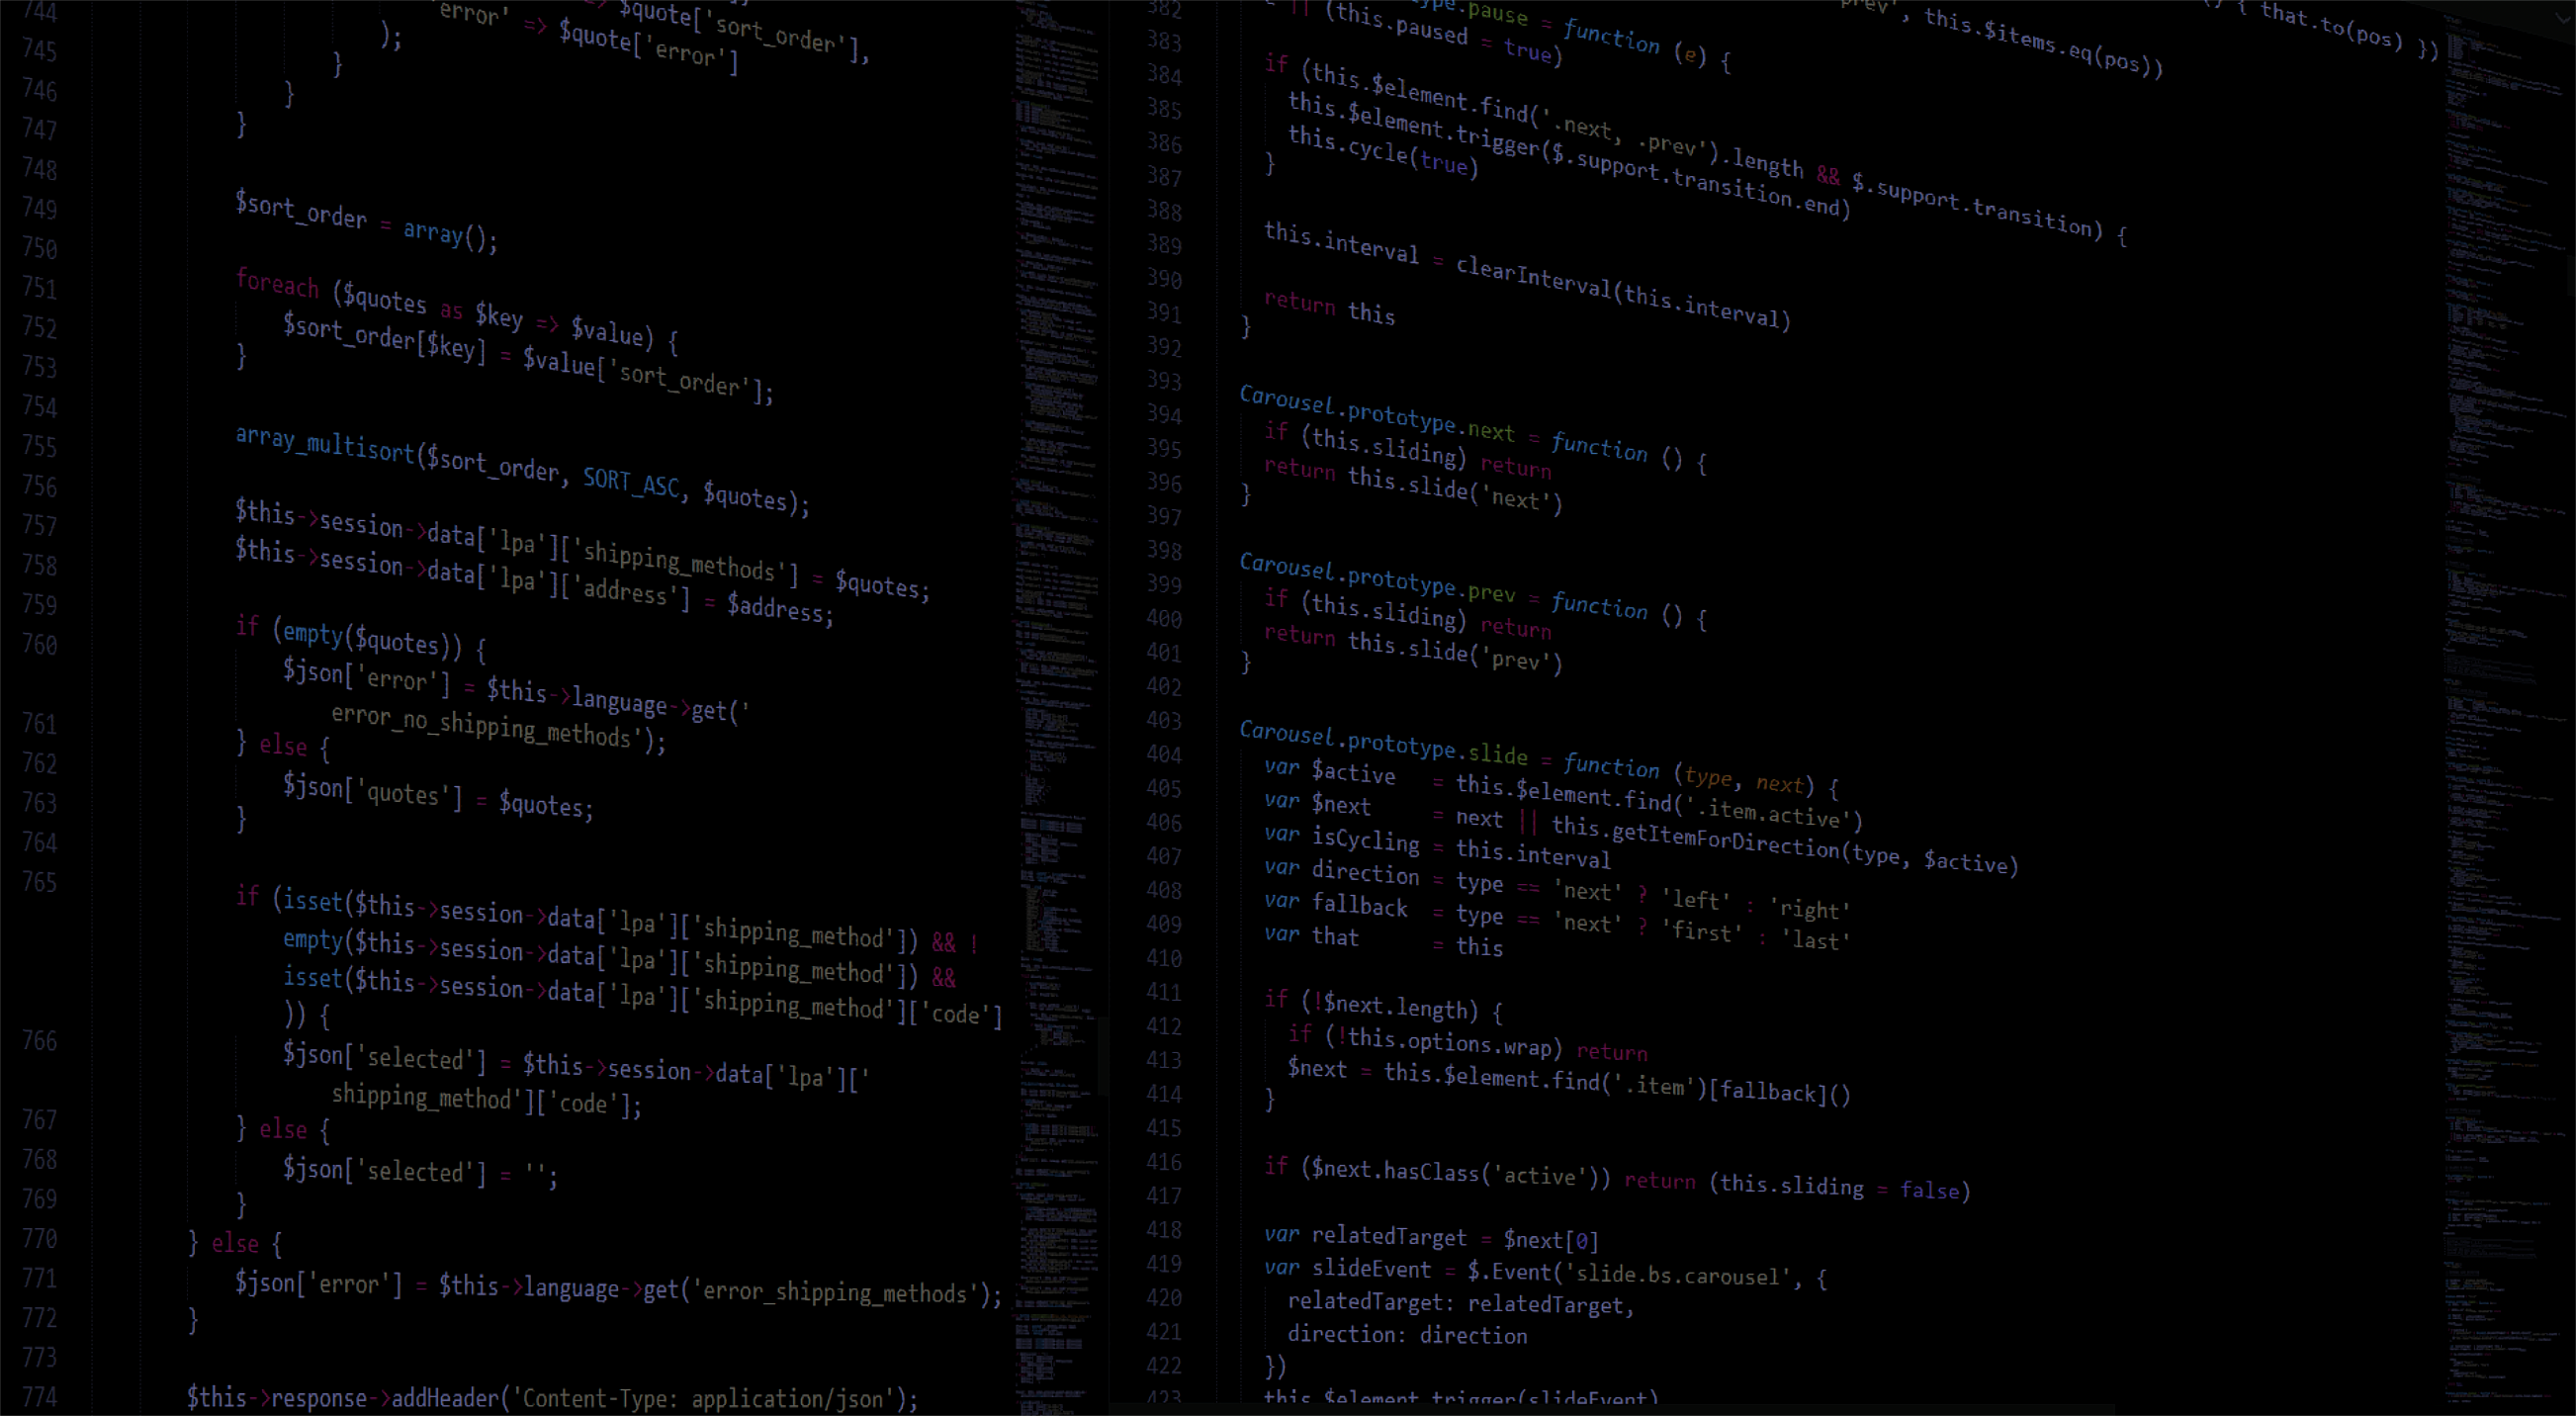 744
745
746
747
748
749
750
751
752
753
754
755
756
757
758
759
760
761
762
763
764
765
766
767
768
769
770
771
772
773
774
$quote['sort_order'],
'error' => $quote['error']
);
}
}
}
$sort_order = array();
foreach ($quotes as $key => $value) {
$sort_order[$key] = $value['sort_order'];
}
array_multisort($sort_order, SORT_ASC, $quotes);
$this->session->data['lpa']['shipping_methods'] = $quotes;
$this->session->data['lpa']['address'] = $address;
if (empty($quotes)) {
$json['error'] = $this->language->get('
error_no_shipping_methods');
} else {
$json['quotes'] = $quotes;
}
if (isset($this->session->data['lpa']['shipping_method']) && !
empty($this->session->data['lpa']['shipping_method']) &&
isset($this->session->data['lpa']['shipping_method']['code']
)) {
$json['selected'] = $this->session->data['lpa']['
shipping_method']['code'];
} else {
$json['selected'] = '';
}
} else {
$json['error'] = $this->language->get('error_shipping_methods');
}
$this->response->addHeader('Content-Type: application/json');
382
383
384
385
386
387
388
389
390
391
392
393
394
395
396
397
398
399
400
401
402
403
404
405
406
407
408
409
410
411
412
413
414
415
416
417
418
419
420
421
422
423
, this.$items.eq(pos))
() { that.to(pos) })
.pause = function (e) {
|| (this.paused = true)
if (this.$element.find('.next, .prev').length && $.support.transition) {
this.$element.trigger($.support.transition.end)
this.cycle(true)
}
this.interval = clearInterval(this.interval)
return this
}
Carousel.prototype.next = function () {
if (this.sliding) return
return this.slide('next')
}
Carousel.prototype.prev = function () {
if (this.sliding) return
return this.slide('prev')
}
Carousel.prototype.slide = function (type, next) {
var $active = this.$element.find('.item.active')
var $next = next || this.getItemForDirection(type, $active)
var isCycling = this.interval
var direction = type == 'next' ? 'left' : 'right'
var fallback = type == 'next' ? 'first' : 'last'
var that = this
if (!$next.length) {
if (!this.options.wrap) return
$next = this.$element.find('.item')[fallback]()
}
if ($next.hasClass('active')) return (this.sliding = false)
var relatedTarget = $next[0]
var slideEvent = $.Event('slide.bs.carousel', {
relatedTarget: relatedTarget,
direction: direction
})
this.$element.trigger(slideEvent)